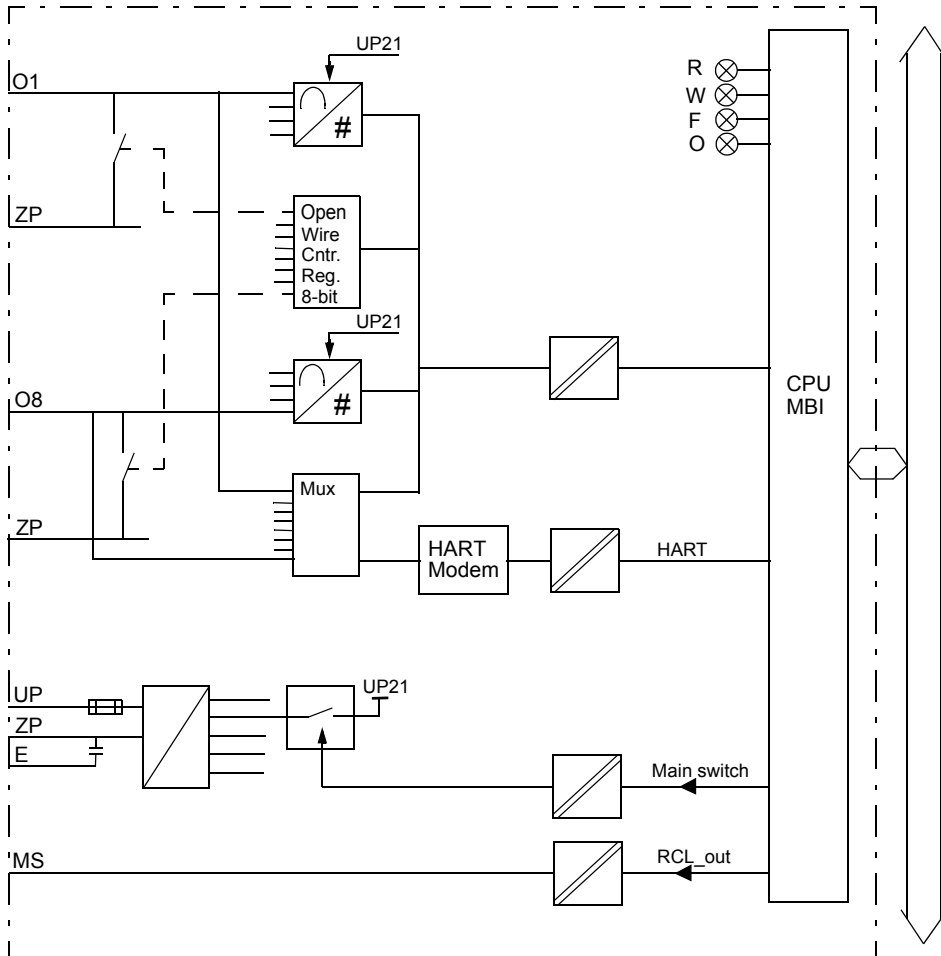 UP21
R
O1
W
#
F
O
ZP
Open
Wire
Cntr.
Reg.
8-bit
UP21
CPU
MBI
O8
#
Mux
ZP
HART
Modem
HART
UP
UP21
ZP
E
Main switch
MS
RCL_out